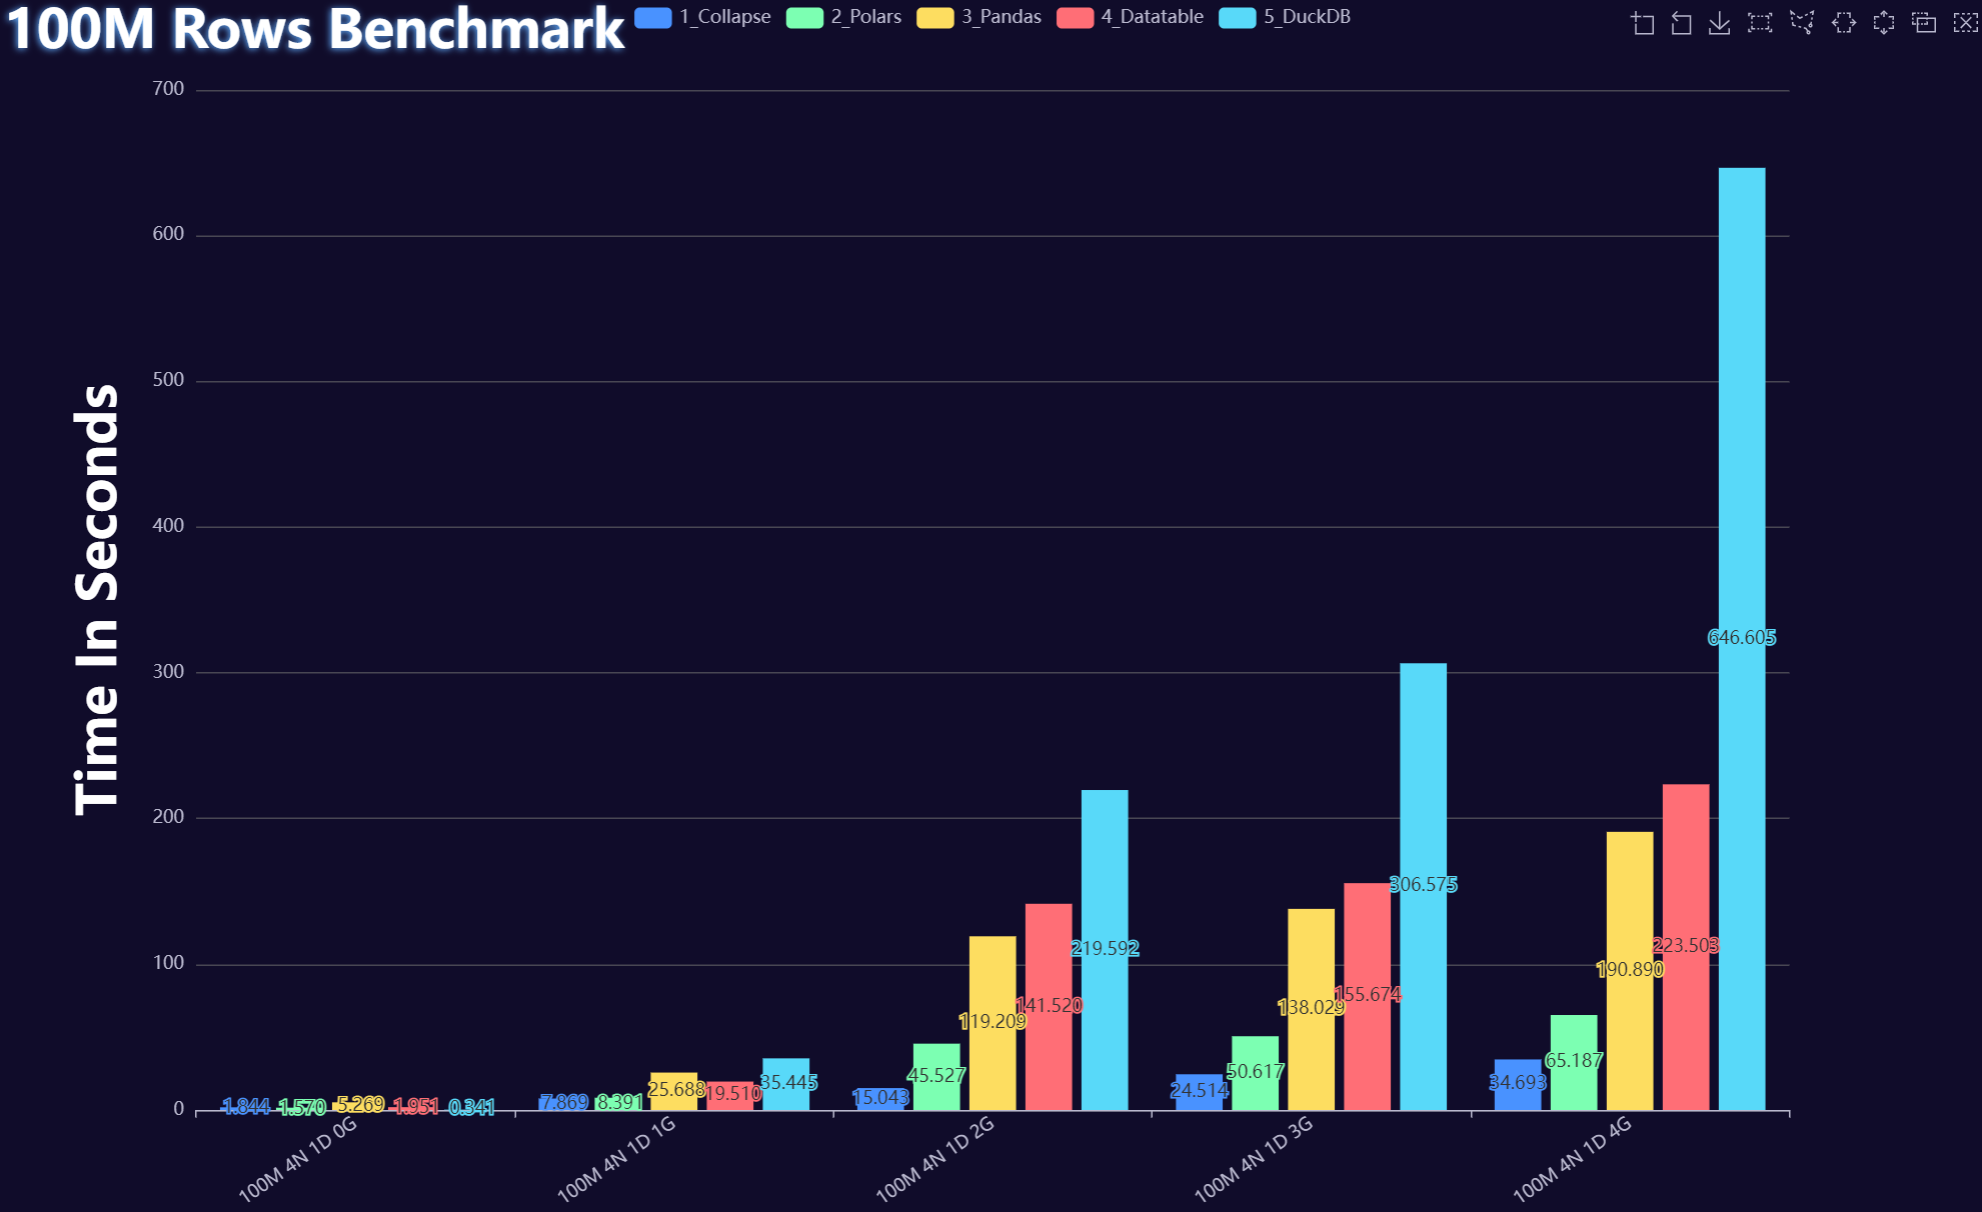 100M Rows Benchmark
1_Collapse 2_Polars 3_Pandas 4_Datatable 5_DuckDB
Time In Seconds
700
600
500
400
300
200
100
0
1.844 1.570 5.269 1.951 0.341
7.869 8.391 25.688 19.510 35.445
15.043 45.527 119.209 141.520 219.592
24.514 50.617 138.029 155.674 306.575
34.693 65.187 190.890 223.503 646.605
100M 4N 1D 0G
100M 4N 1D 1G
100M 4N 1D 2G
100M 4N 1D 3G
100M 4N 1D 4G